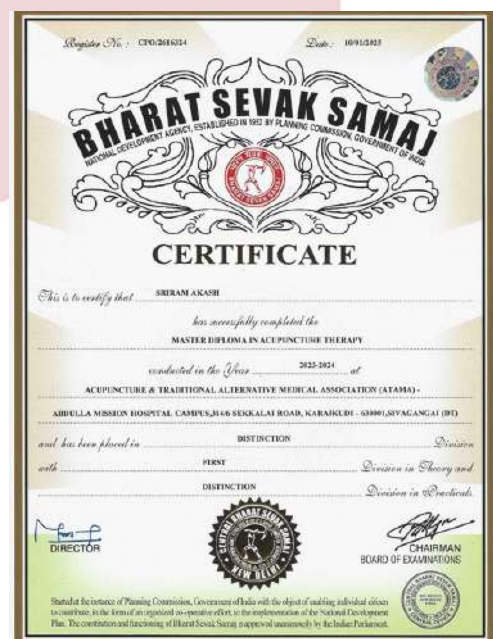 Register No. : CPO/2616324 Date : 10/01/2025
BHARAT SEVAK SAMAJ
NATIONAL DEVELOPMENT AGENCY, ESTABLISHED IN 1952 BY PLANNING COMMISSION, GOVERNMENT OF INDIA
CERTIFICATE
This is to certify that SRIRAM AKASH
has successfully completed the
MASTER DIPLOMA IN ACUPUNCTURE THERAPY
conducted in the Year 2023-2024 at
ACUPUNCTURE & TRADITIONAL ALTERNATIVE MEDICAL ASSOCIATION (ATAMA) -
ABDULLA MISSION HOSPITAL CAMPUS,314/6 SEKKALAI ROAD, KARAIKUDI - 630001,SIVAGANGAI (DT)
and has been placed in DISTINCTION Division
with FIRST Division in Theory and
DISTINCTION Division in Practicals.
CENTRAL BHARAT SEVAK SAMAJ
NEW DELHI
DIRECTOR
CHAIRMAN
BOARD OF EXAMINATIONS
Started at the instance of Planning Commission, Government of India with the object of enabling individual citizen
to contribute, in the form of an organized co-operative effort, to the implementation of the National Development
Plan. The constitution and functioning of Bharat Sevak Samaj is approved unanimously by the Indian Parliament.